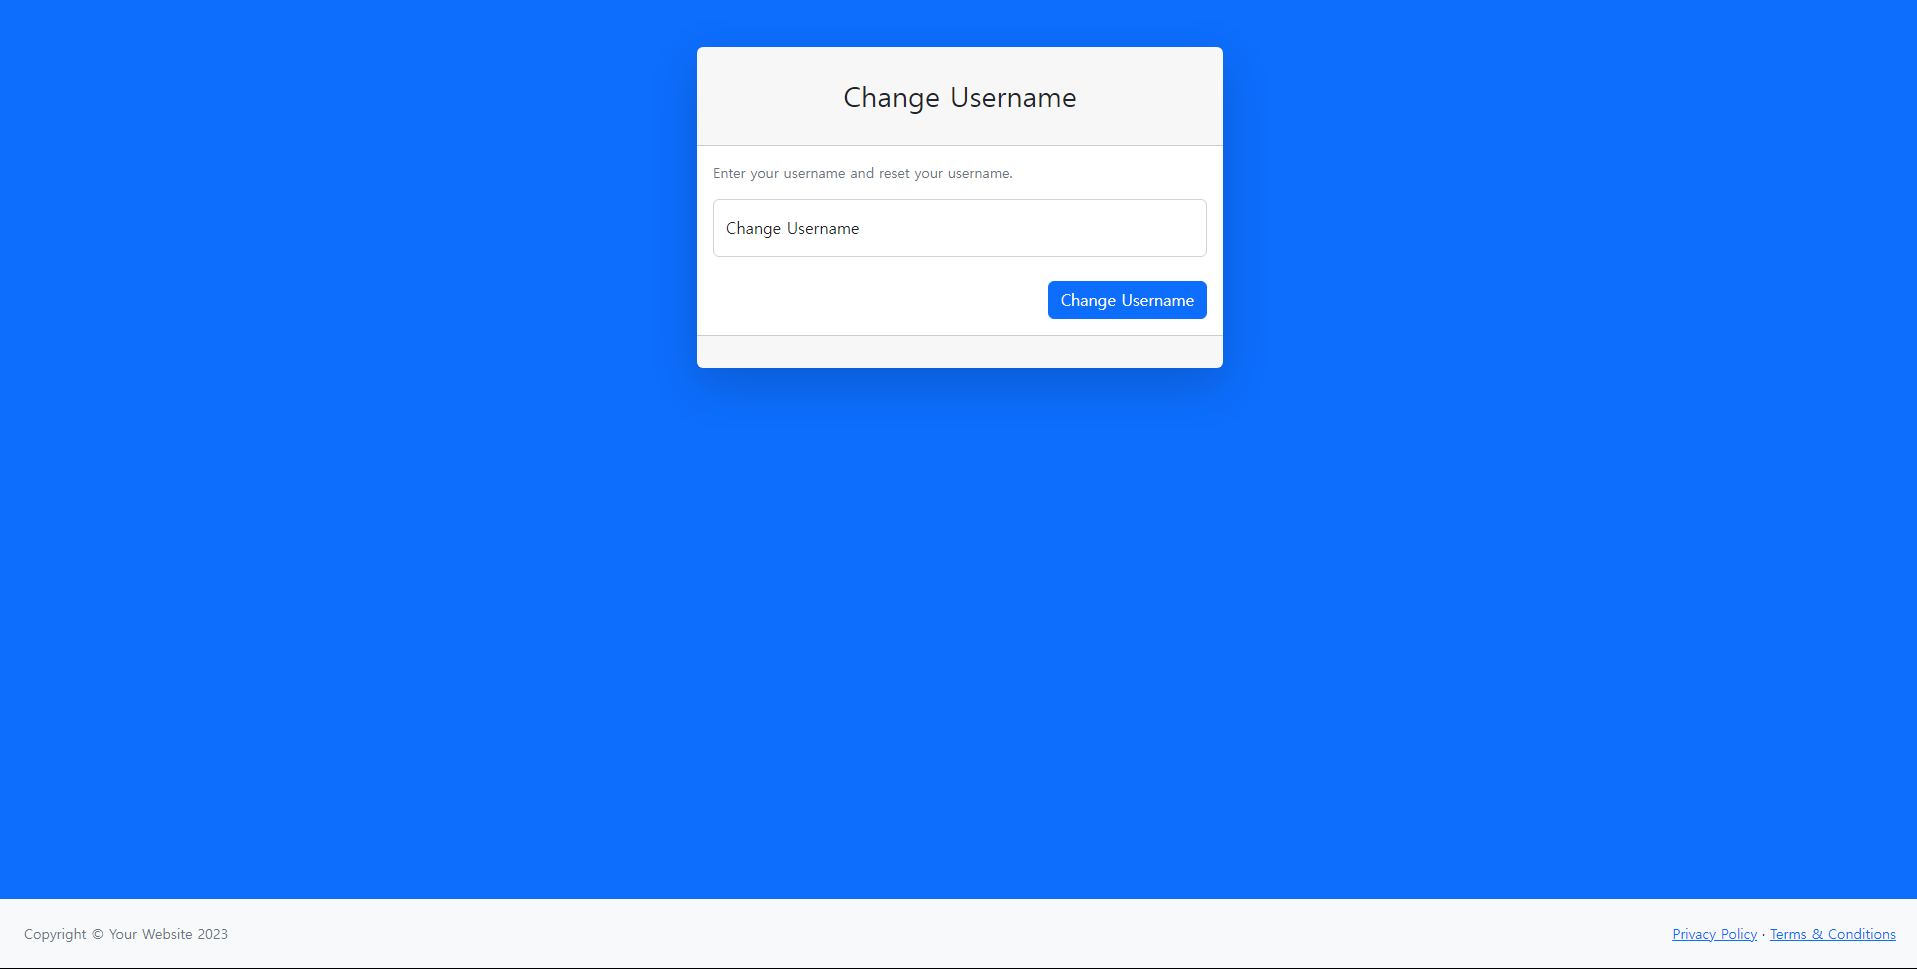 Change Username
Enter your username and reset your username.
Change Username
Change Username
Copyright © Your Website 2023
Privacy Policy · Terms & Conditions